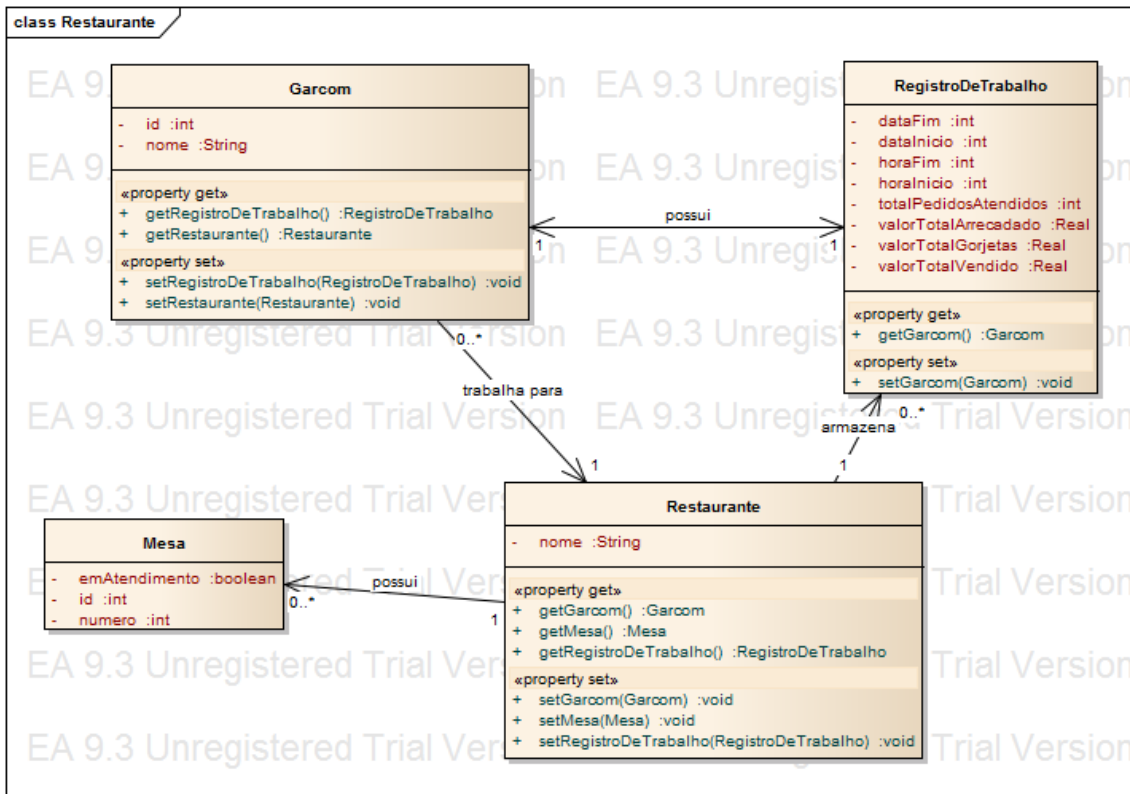 class Restaurante
Garcom
- id :int
- nome :String
«property get»
+ getRegistroDeTrabalho() :RegistroDeTrabalho
+ getRestaurante() :Restaurante
«property set»
+ setRegistroDeTrabalho(RegistroDeTrabalho) :void
+ setRestaurante(Restaurante) :void
RegistroDeTrabalho
- dataFim :int
- dataInicio :int
- horaFim :int
- horaInicio :int
- totalPedidosAtendidos :int
- valorTotalArrecadado :Real
- valorTotalGorjetas :Real
- valorTotalVendido :Real
«property get»
+ getGarcom() :Garcom
«property set»
+ setGarcom(Garcom) :void
possui
1
1
0..*
trabalha para
1
0..*
armazena
1
Mesa
- emAtendimento :boolean
- id :int
- numero :int
possui
0..*
1
Restaurante
- nome :String
«property get»
+ getGarcom() :Garcom
+ getMesa() :Mesa
+ getRegistroDeTrabalho() :RegistroDeTrabalho
«property set»
+ setGarcom(Garcom) :void
+ setMesa(Mesa) :void
+ setRegistroDeTrabalho(RegistroDeTrabalho) :void
EA 9.3 Unregistered Trial Version